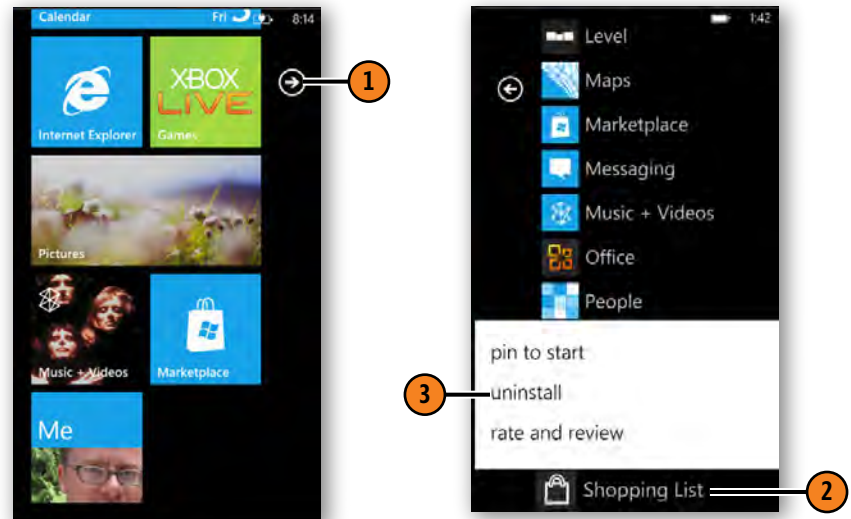 Calendar Fri 8:14
Internet Explorer
XBOX
LIVE
Games
1
Pictures
Music + Videos
Marketplace
Me
1:42
Level
Maps
Marketplace
Messaging
Music + Videos
Office
People
pin to start
3
uninstall
rate and review
Shopping List
2